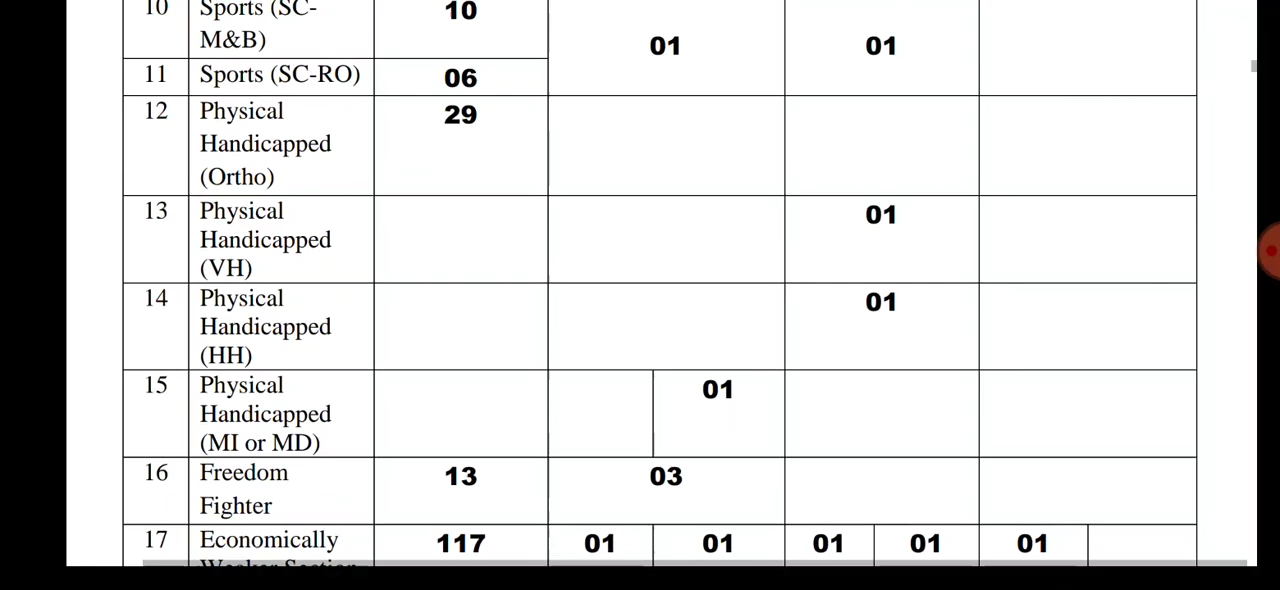 10 Sports (SC- 10
M&B) 01 01
11 Sports (SC-RO) 06
12 Physical 29
Handicapped
(Ortho)
13 Physical 01
Handicapped
(VH)
14 Physical 01
Handicapped
(HH)
15 Physical 01
Handicapped
(MI or MD)
16 Freedom 13 03
Fighter
17 Economically 117 01 01 01 01 01
Weaker Section